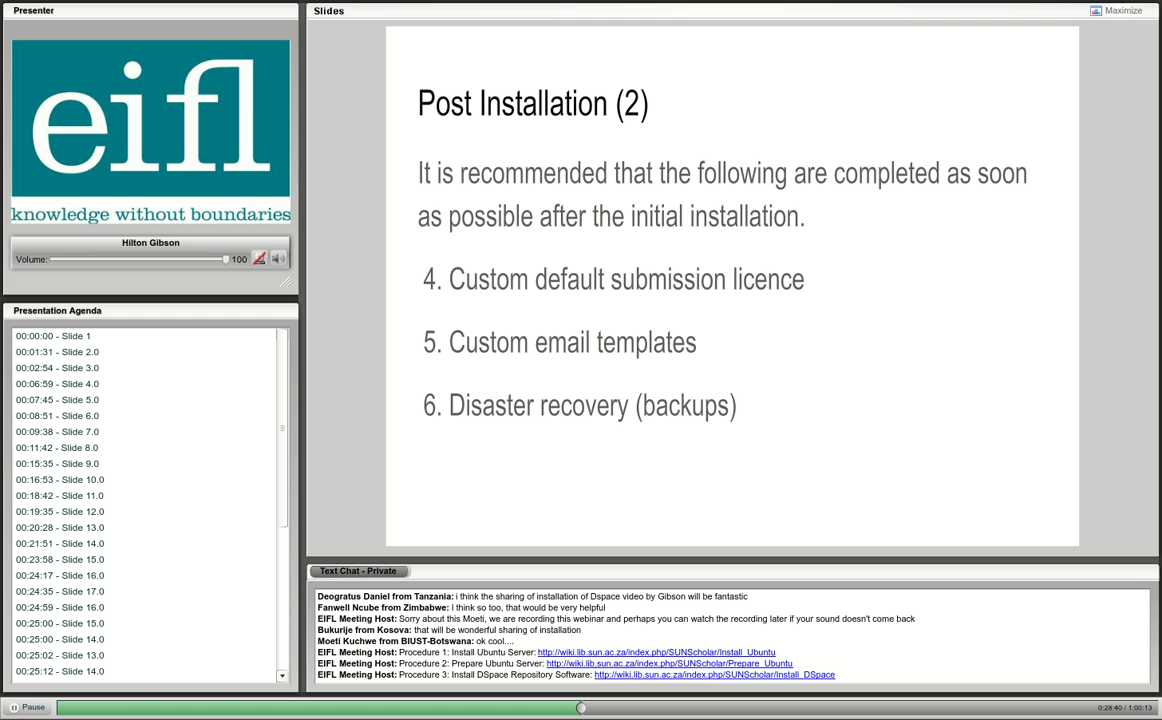 Presenter
eifl
knowledge without boundaries
Hilton Gibson
Volume: 100
Presentation Agenda
00:00:00 - Slide 1
00:01:31 - Slide 2.0
00:02:54 - Slide 3.0
00:06:59 - Slide 4.0
00:07:45 - Slide 5.0
00:08:51 - Slide 6.0
00:09:38 - Slide 7.0
00:11:42 - Slide 8.0
00:15:35 - Slide 9.0
00:16:53 - Slide 10.0
00:18:42 - Slide 11.0
00:19:35 - Slide 12.0
00:20:28 - Slide 13.0
00:21:51 - Slide 14.0
00:23:58 - Slide 15.0
00:24:17 - Slide 16.0
00:24:35 - Slide 17.0
00:24:59 - Slide 16.0
00:25:00 - Slide 15.0
00:25:00 - Slide 14.0
00:25:02 - Slide 13.0
00:25:12 - Slide 14.0
Slides
Maximize
Post Installation (2)
It is recommended that the following are completed as soon
as possible after the initial installation.
4. Custom default submission licence
5. Custom email templates
6. Disaster recovery (backups)
Text Chat - Private
Deogratus Daniel from Tanzania: i think the sharing of installation of Dspace video by Gibson will be fantastic
Fanwell Ncube from Zimbabwe: I think so too, that would be very helpful
EIFL Meeting Host: Sorry about this Moeti, we are recording this webinar and perhaps you can watch the recording later if your sound doesn't come back
Bukurije from Kosova: that will be wonderful sharing of installation
Moeti Kuchwe from BIUST-Botswana: ok cool....
EIFL Meeting Host: Procedure 1: Install Ubuntu Server: http://wiki.lib.sun.ac.za/index.php/SUNScholar/Install_Ubuntu
EIFL Meeting Host: Procedure 2: Prepare Ubuntu Server: http://wiki.lib.sun.ac.za/index.php/SUNScholar/Prepare_Ubuntu
EIFL Meeting Host: Procedure 3: Install DSpace Repository Software: http://wiki.lib.sun.ac.za/index.php/SUNScholar/Install_DSpace
Pause
0:28:40 / 1:00:13